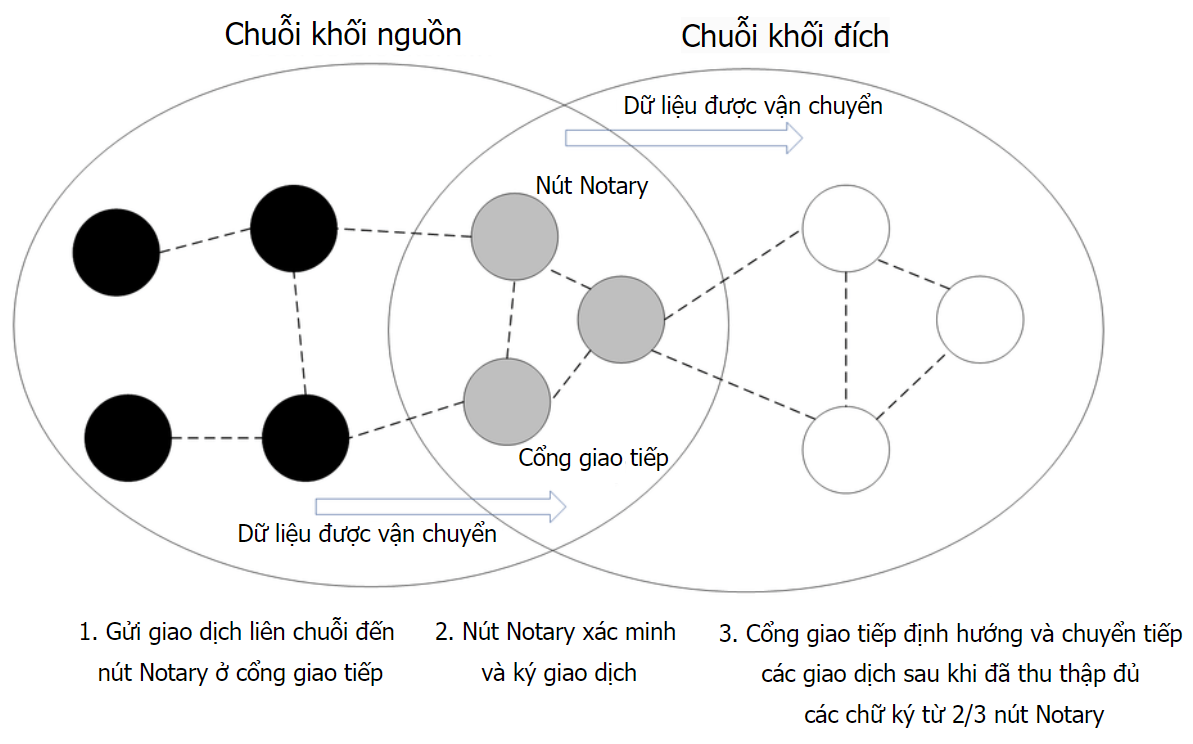 Chuỗi khối nguồn
Chuỗi khối đích
Dữ liệu được vận chuyển
Nút Notary
Cổng giao tiếp
Dữ liệu được vận chuyển
1. Gửi giao dịch liên chuỗi đến
nút Notary ở cổng giao tiếp
2. Nút Notary xác minh
và ký giao dịch
3. Cổng giao tiếp định hướng và chuyển tiếp
các giao dịch sau khi đã thu thập đủ
các chữ ký từ 2/3 nút Notary